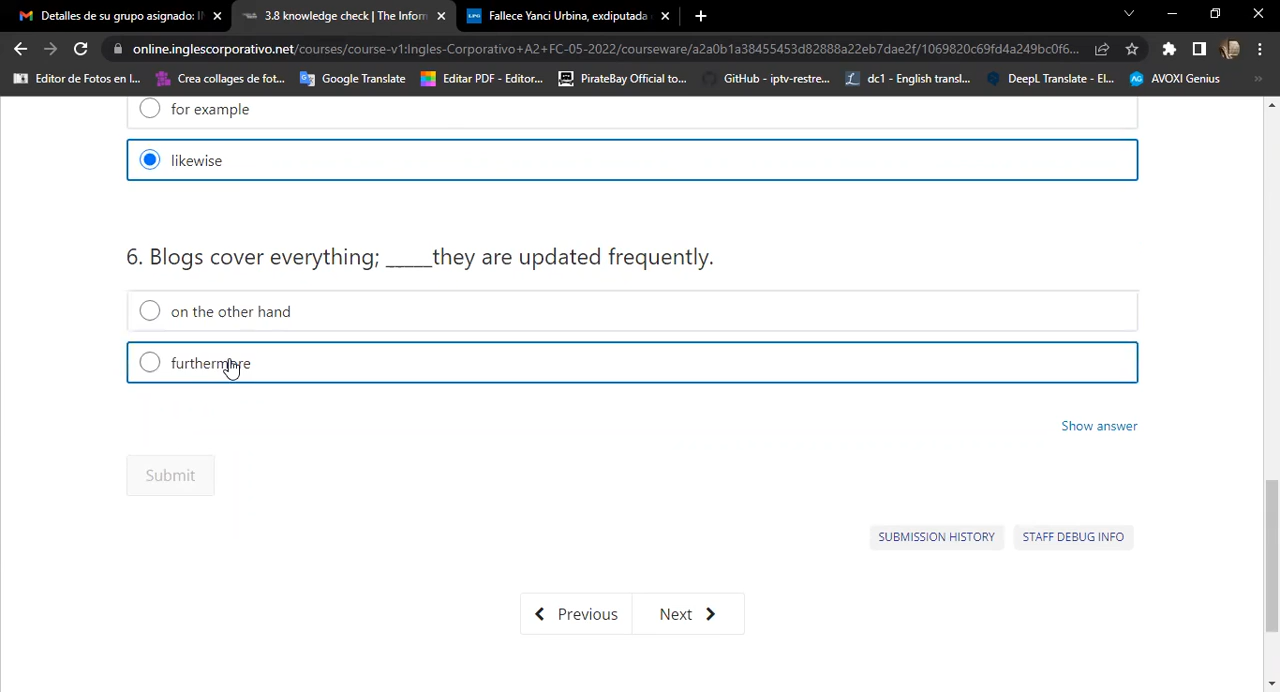 Detalles de su grupo asignado: I
3.8 knowledge check | The Inform
LPG Fallece Yanci Urbina, exdiputada
online.inglescorporativo.net/courses/course-v1:Ingles-Corporativo+A2+FC-05-2022/courseware/a2a0b1a38455453d82888a22eb7dae2f/1069820c69fd4a249bc0f6...
Editor de Fotos en l...
Crea collages de fot...
Google Translate
Editar PDF - Editor...
PirateBay Official to...
GitHub - iptv-restre...
dc1 - English transl...
DeepL Translate - El...
AVOXI Genius
»
for example
likewise
6. Blogs cover everything; _____they are updated frequently.
on the other hand
furthermore
Show answer
Submit
SUBMISSION HISTORY
STAFF DEBUG INFO
Previous
Next